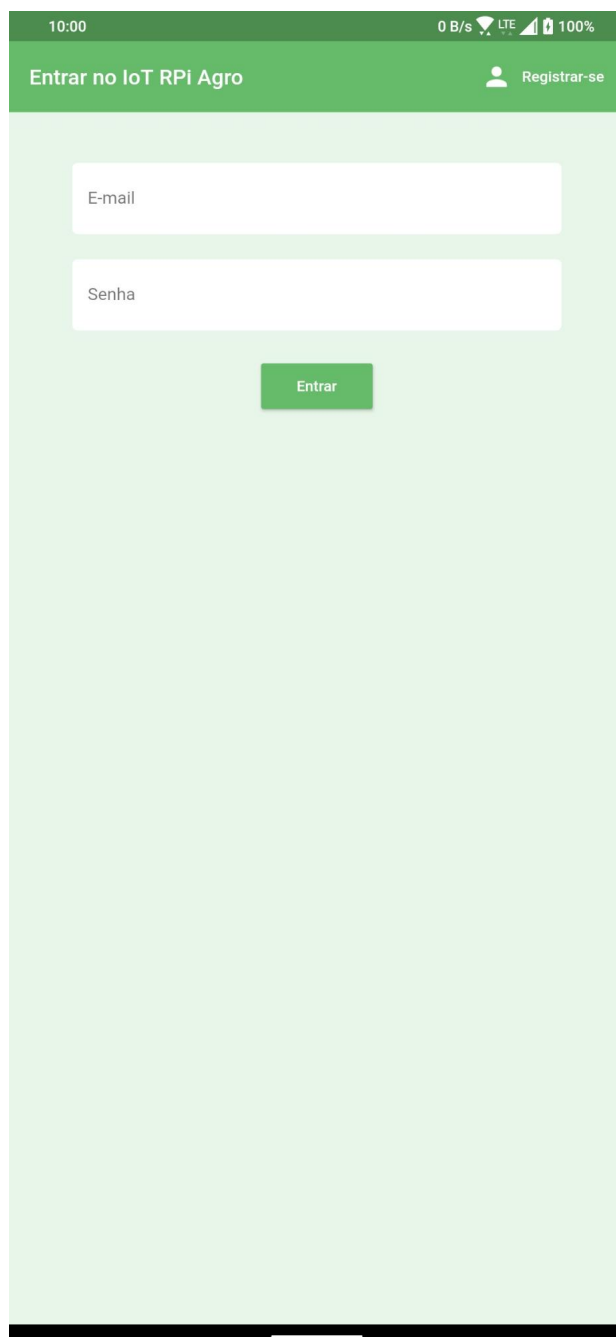 10:00 0 B/s LTE 100%
Entrar no IoT RPi Agro Registrar-se
E-mail
Senha
Entrar